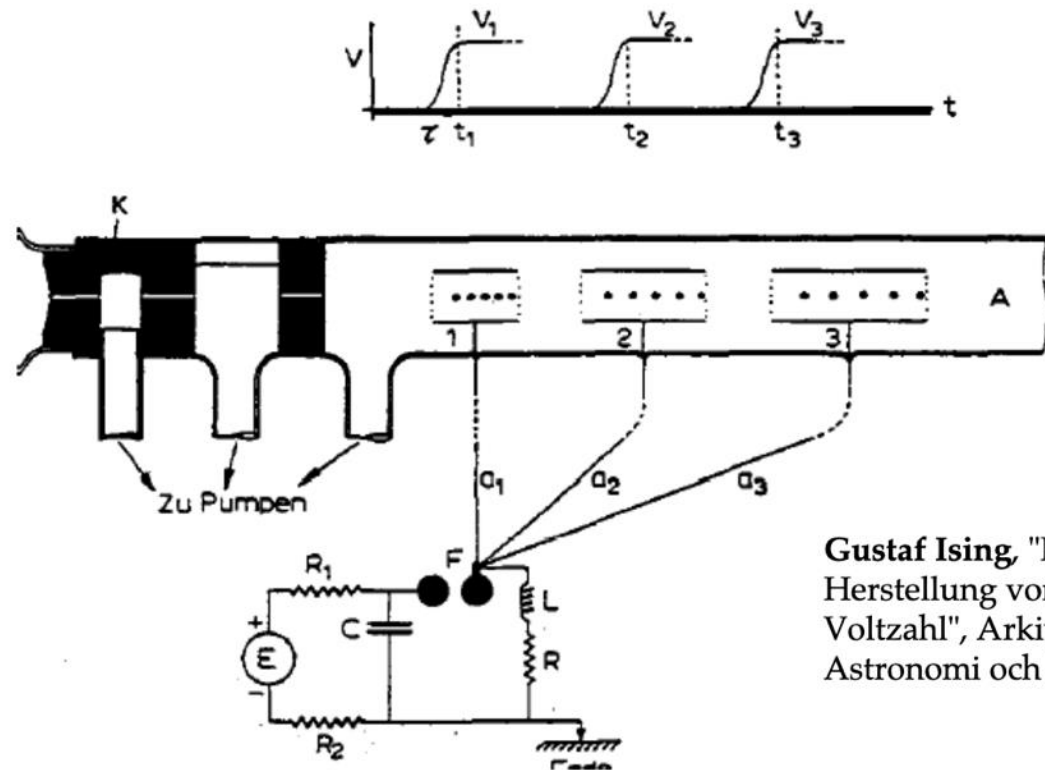 V
V₁
V₂
V₃
τ
t₁
t₂
t₃
t
K
1
2
3
A
a₁
a₂
a₃
Zu Pumpen
R₁
F
L
C
+
E
−
R
R₂
Gustaf Ising, "
Herstellung vo
Voltzahl", Arki
Astronomi och